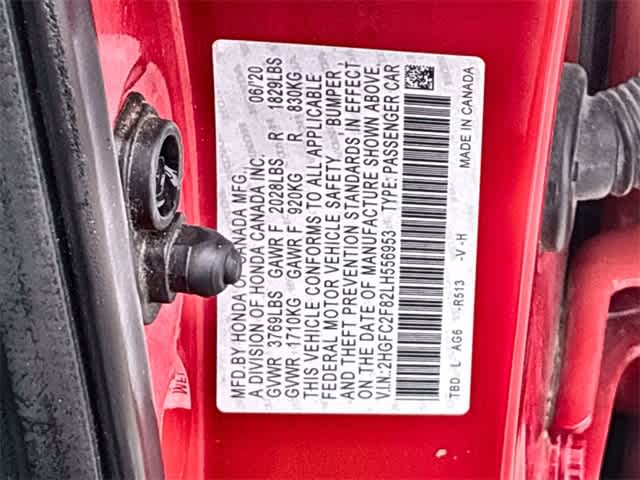 MFD.BY HONDA OF CANADA MFG. 06/20
A DIVISION OF HONDA CANADA INC.
GVWR 3769LBS GAWR F 2028LBS R 1829LBS
GVWR 1710KG GAWR F 920KG R 830KG
THIS VEHICLE CONFORMS TO ALL APPLICABLE
FEDERAL MOTOR VEHICLE SAFETY, BUMPER,
AND THEFT PREVENTION STANDARDS IN EFFECT
ON THE DATE OF MANUFACTURE SHOWN ABOVE.
V.I.N.:2HGFC2F82LH556953 TYPE: PASSENGER CAR
TBD L AG6 -R513 -V-H MADE IN CANADA